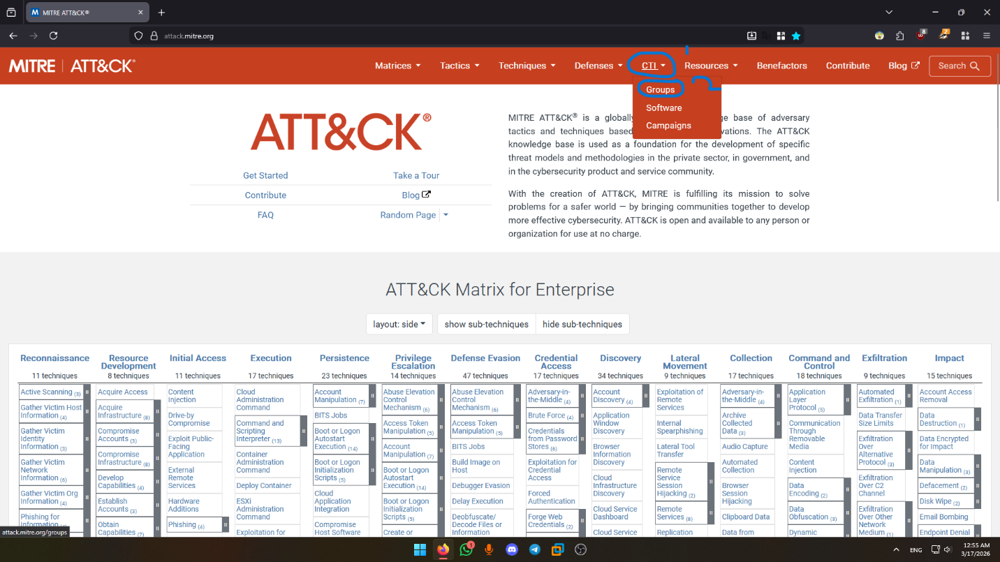 MITRE ATT&CK®
attack.mitre.org
8
2
MITRE | ATT&CK®
Matrices
Tactics
Techniques
Defenses
CTI
Resources
Benefactors
Contribute
Blog
Search
1
2
Groups
Software
Campaigns
ATT&CK®
Get Started
Take a Tour
Contribute
Blog
FAQ
Random Page
MITRE ATT&CK® is a globally ge base of adversary
tactics and techniques based vations. The ATT&CK
knowledge base is used as a foundation for the development of specific
threat models and methodologies in the private sector, in government, and
in the cybersecurity product and service community.
With the creation of ATT&CK, MITRE is fulfilling its mission to solve
problems for a safer world — by bringing communities together to develop
more effective cybersecurity. ATT&CK is open and available to any person or
organization for use at no charge.
ATT&CK Matrix for Enterprise
layout: side
show sub-techniques
hide sub-techniques
Reconnaissance
11 techniques
Active Scanning (3)
Gather Victim Host
Information (4)
Gather Victim
Identity
Information (3)
Gather Victim
Network
Information (6)
Gather Victim Org
Information (4)
Phishing for
Information (4)
Resource
Development
8 techniques
Acquire Access
Acquire
Infrastructure (8)
Compromise
Accounts (3)
Compromise
Infrastructure (8)
Develop
Capabilities (4)
Establish
Accounts (3)
Obtain
Capabilities (7)
Initial Access
11 techniques
Content
Injection
Drive-by
Compromise
Exploit Public-
Facing
Application
External
Remote
Services
Hardware
Additions
Phishing (4)
Execution
17 techniques
Cloud
Administration
Command
Command and
Scripting
Interpreter (13)
Container
Administration
Command
Deploy Container
ESXi
Administration
Command
Exploitation for
Persistence
23 techniques
Account
Manipulation (7)
BITS Jobs
Boot or Logon
Autostart
Execution (14)
Boot or Logon
Initialization
Scripts (5)
Cloud
Application
Integration
Compromise
Host Software
Privilege
Escalation
14 techniques
Abuse Elevation
Control
Mechanism (6)
Access Token
Manipulation (5)
Account
Manipulation (7)
Boot or Logon
Autostart
Execution (14)
Boot or Logon
Initialization
Scripts (5)
Create or
Defense Evasion
47 techniques
Abuse Elevation
Control
Mechanism (6)
Access Token
Manipulation (5)
BITS Jobs
Build Image on
Host
Debugger Evasion
Delay Execution
Deobfuscate/
Decode Files or
Information
Credential
Access
17 techniques
Adversary-in-
the-Middle (4)
Brute Force (4)
Credentials
from Password
Stores (6)
Exploitation for
Credential
Access
Forced
Authentication
Forge Web
Credentials (2)
Discovery
34 techniques
Account
Discovery (4)
Application
Window
Discovery
Browser
Information
Discovery
Cloud
Infrastructure
Discovery
Cloud Service
Dashboard
Cloud Service
Lateral
Movement
9 techniques
Exploitation of
Remote
Services
Internal
Spearphishing
Lateral Tool
Transfer
Remote
Service
Session
Hijacking (2)
Remote
Services (8)
Replication
Collection
17 techniques
Adversary-in-
the-Middle (4)
Archive
Collected
Data (3)
Audio Capture
Automated
Collection
Browser
Session
Hijacking
Clipboard Data
Data from
Command and
Control
18 techniques
Application
Layer
Protocol (5)
Communication
Through
Removable
Media
Content
Injection
Data
Encoding (2)
Data
Obfuscation (3)
Dynamic
Exfiltration
9 techniques
Automated
Exfiltration (1)
Data Transfer
Size Limits
Exfiltration
Over
Alternative
Protocol (3)
Exfiltration
Over C2
Channel
Exfiltration
Over Other
Network
Medium (1)
Impact
15 techniques
Account Access
Removal
Data
Destruction (1)
Data Encrypted
for Impact
Data
Manipulation (3)
Defacement (2)
Disk Wipe (2)
Email Bombing
Endpoint Denial
attack.mitre.org/groups
1
ENG
12:55 AM
3/17/2026